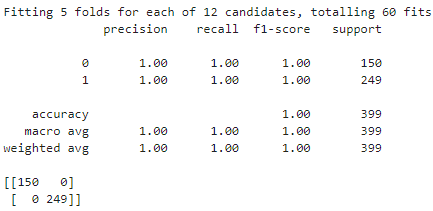 Fitting 5 folds for each of 12 candidates, totalling 60 fits
precision recall f1-score support
0 1.00 1.00 1.00 150
1 1.00 1.00 1.00 249
accuracy 1.00 399
macro avg 1.00 1.00 1.00 399
weighted avg 1.00 1.00 1.00 399
[[150 0]
[ 0 249]]